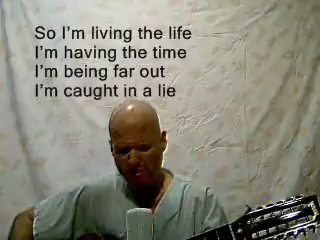 So I'm living the life
I'm having the time
I'm being far out
I'm caught in a lie